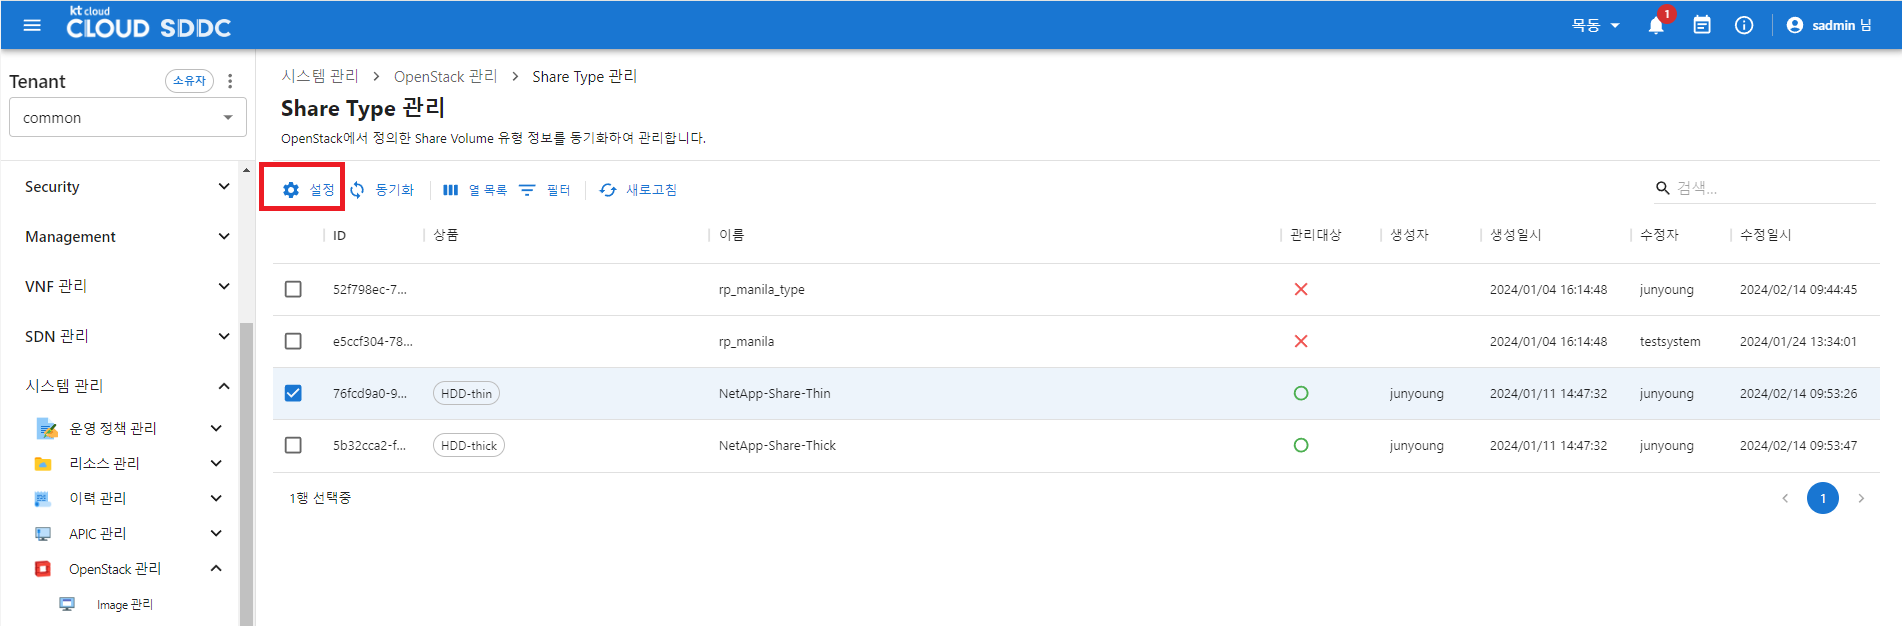 kt cloud
CLOUD SDDC
목동
1
sadmin 님
Tenant
소유자
common
Security
Management
VNF 관리
SDN 관리
시스템 관리
운영 정책 관리
리소스 관리
이력 관리
APIC 관리
OpenStack 관리
Image 관리
시스템 관리 > OpenStack 관리 > Share Type 관리
Share Type 관리
OpenStack에서 정의한 Share Volume 유형 정보를 동기화하여 관리합니다.
설정 동기화 열 목록 필터 새로고침 검색...
ID 상품 이름 관리대상 생성자 생성일시 수정자 수정일시
52f798ec-7... rp_manila_type 2024/01/04 16:14:48 junyoung 2024/02/14 09:44:45
e5ccf304-78... rp_manila 2024/01/04 16:14:48 testsystem 2024/01/24 13:34:01
76fcd9a0-9... HDD-thin NetApp-Share-Thin junyoung 2024/01/11 14:47:32 junyoung 2024/02/14 09:53:26
5b32cca2-f... HDD-thick NetApp-Share-Thick junyoung 2024/01/11 14:47:32 junyoung 2024/02/14 09:53:47
1행 선택중
1